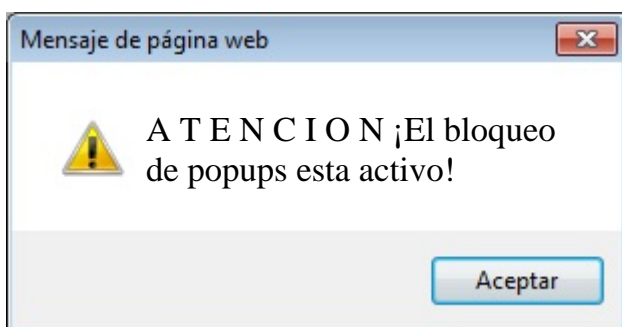 Mensaje de página web
A T E N C I O N ¡El bloqueo
de popups esta activo!
Aceptar